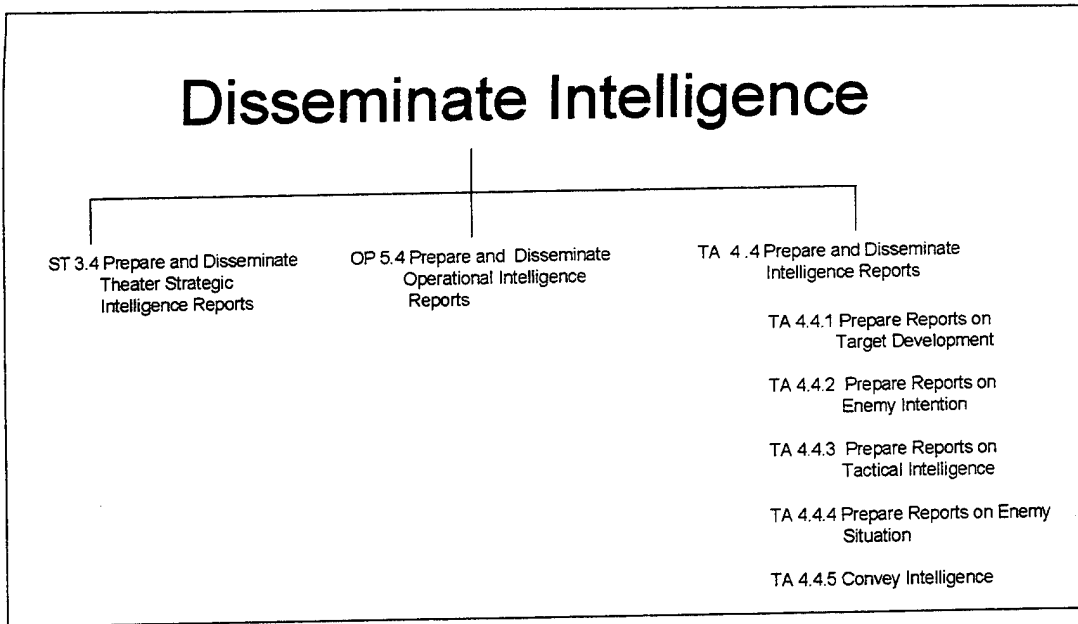 Disseminate Intelligence
ST 3.4 Prepare and Disseminate
Theater Strategic
Intelligence Reports
OP 5.4 Prepare and Disseminate
Operational Intelligence
Reports
TA 4 .4 Prepare and Disseminate
Intelligence Reports
TA 4.4.1 Prepare Reports on
Target Development
TA 4.4.2 Prepare Reports on
Enemy Intention
TA 4.4.3 Prepare Reports on
Tactical Intelligence
TA 4.4.4 Prepare Reports on Enemy
Situation
TA 4.4.5 Convey Intelligence